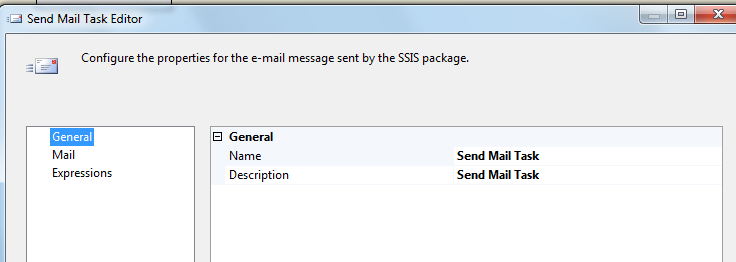 Send Mail Task Editor
Configure the properties for the e-mail message sent by the SSIS package.
General
Mail
Expressions
General
Name Send Mail Task
Description Send Mail Task